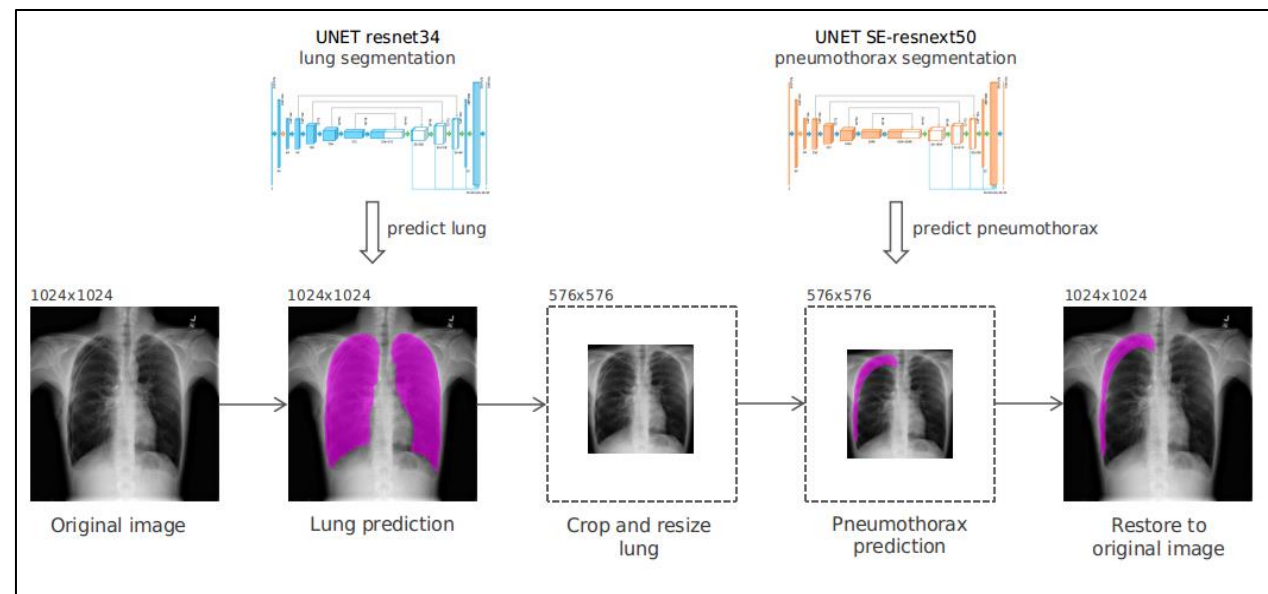 UNET resnet34
lung segmentation
UNET SE-resnext50
pneumothorax segmentation
predict lung
predict pneumothorax
1024x1024
1024x1024
576x576
576x576
1024x1024
Original image
Lung prediction
Crop and resize
lung
Pneumothorax
prediction
Restore to
original image